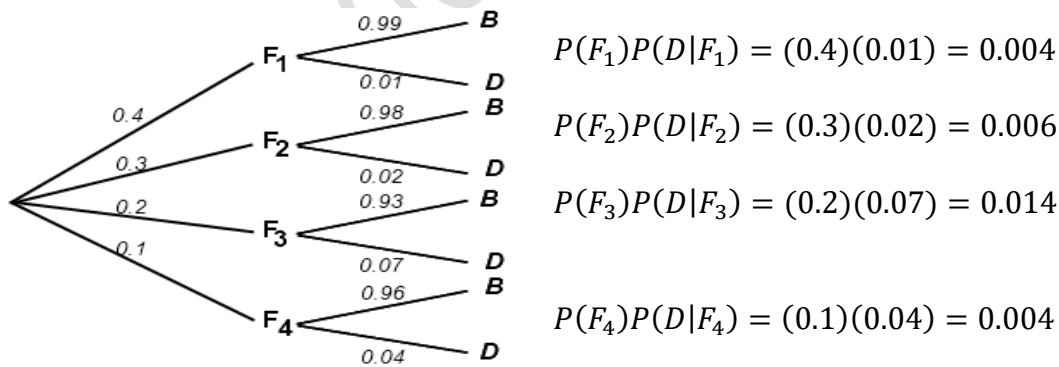 0.99 B
F1 P(F1)P(D|F1) = (0.4)(0.01) = 0.004
0.01 D
0.4
0.98 B
F2 P(F2)P(D|F2) = (0.3)(0.02) = 0.006
0.3
0.02 D
0.93 B
0.2
F3 P(F3)P(D|F3) = (0.2)(0.07) = 0.014
0.1
0.07 D
0.96 B
F4 P(F4)P(D|F4) = (0.1)(0.04) = 0.004
0.04 D